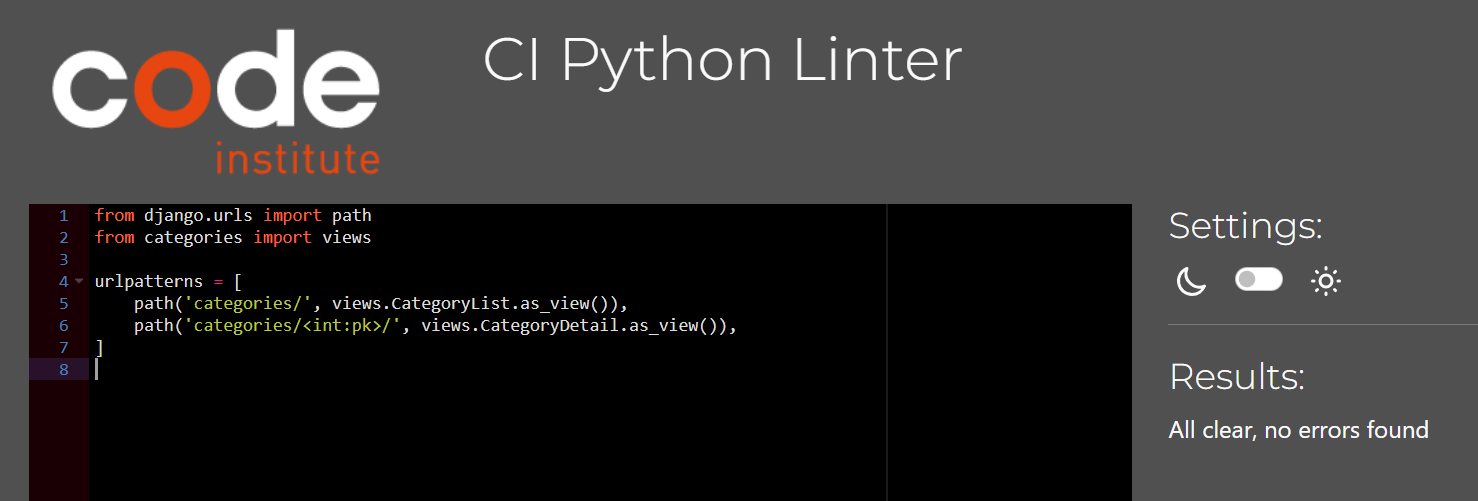 code
institute
CI Python Linter
1 from django.urls import path
2 from categories import views
3
4 urlpatterns = [
5     path('categories/', views.CategoryList.as_view()),
6     path('categories/<int:pk>/', views.CategoryDetail.as_view()),
7 ]
8
Settings:
Results:
All clear, no errors found